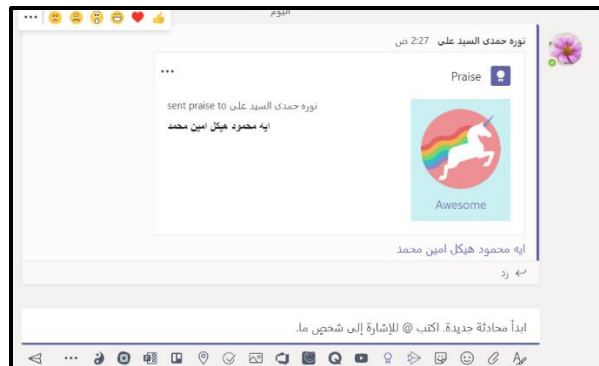 اليوم
نوره حمدى السيد على 2:27 ص
Praise
نوره حمدى السيد على sent praise to
ايه محمود هيكل امين محمد
Awesome
ايه محمود هيكل امين محمد
رد
ابدأ محادثة جديدة. اكتب @ للإشارة إلى شخص ما.